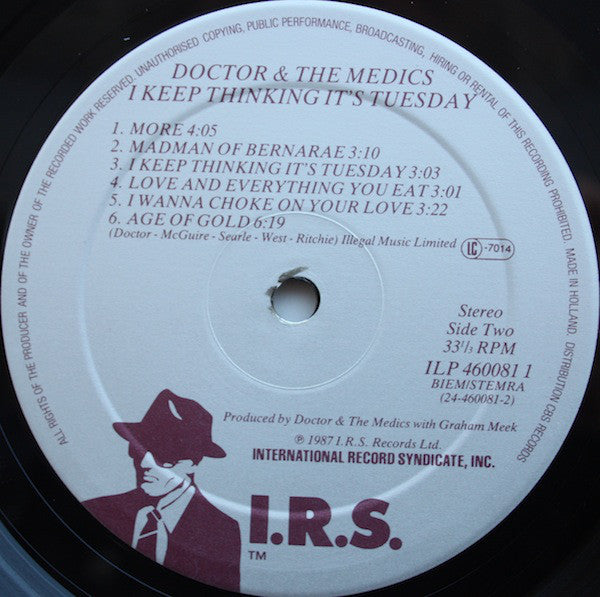 ALL RIGHTS OF THE PRODUCER AND OF THE OWNER OF THE RECORDED WORK RESERVED. UNAUTHORISED COPYING, PUBLIC PERFORMANCE, BROADCASTING, HIRING OR RENTAL OF THIS RECORDING PROHIBITED. MADE IN HOLLAND. DISTRIBUTION CBS RECORDS
DOCTOR & THE MEDICS
I KEEP THINKING IT'S TUESDAY
1. MORE 4:05
2. MADMAN OF BERNARAE 3:10
3. I KEEP THINKING IT'S TUESDAY 3:03
4. LOVE AND EVERYTHING YOU EAT 3:01
5. I WANNA CHOKE ON YOUR LOVE 3:22
6. AGE OF GOLD 6:19
(Doctor - McGuire - Searle - West - Ritchie) Illegal Music Limited LC -7014
Stereo
Side Two
33 1/3 RPM
ILP 460081 1
BIEM/STEMRA
(24-460081-2)
Produced by Doctor & The Medics with Graham Meek
℗ 1987 I.R.S. Records Ltd.
INTERNATIONAL RECORD SYNDICATE, INC.
I.R.S.
TM